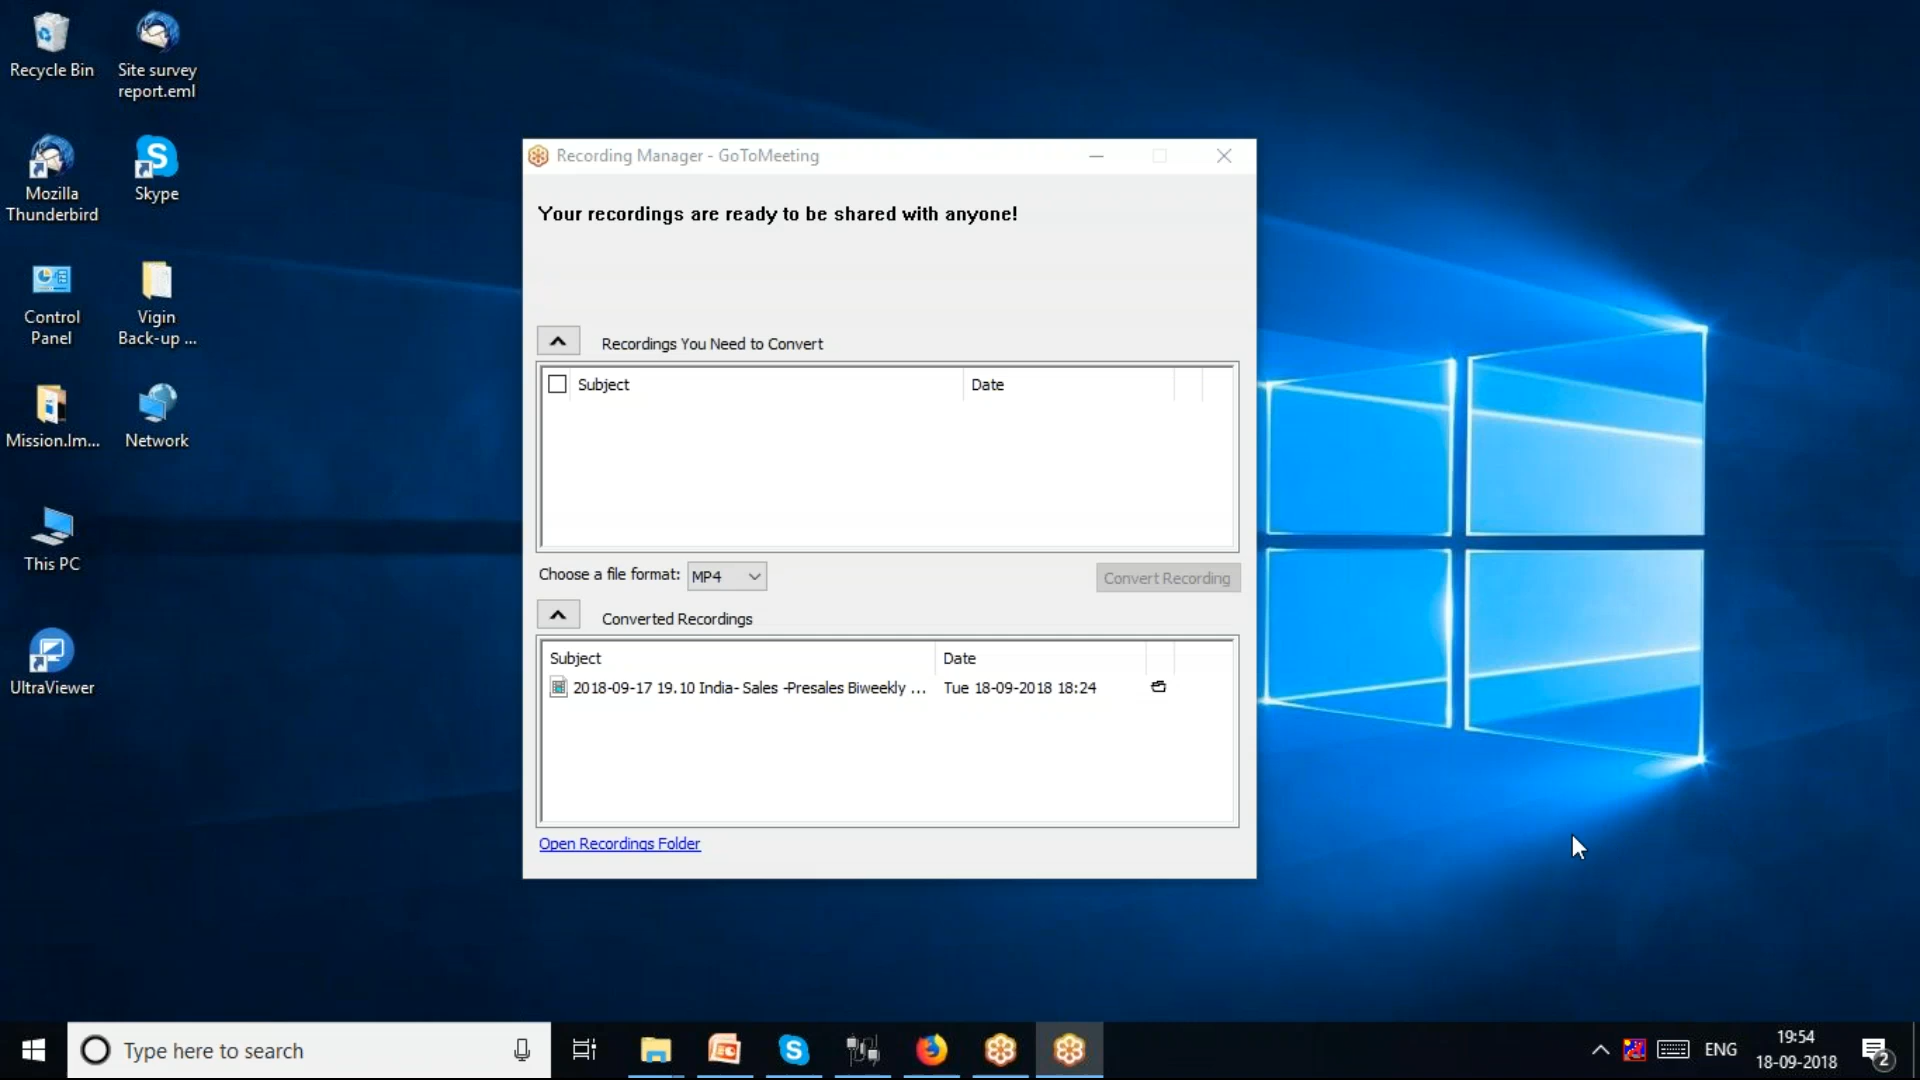 Recycle Bin
Site survey
report.eml
Mozilla
Thunderbird
Skype
Control
Panel
Vigin
Back-up ...
Mission.Im...
Network
This PC
UltraViewer
Recording Manager - GoToMeeting
Your recordings are ready to be shared with anyone!
Recordings You Need to Convert
Subject
Date
Choose a file format:
MP4
Convert Recording
Converted Recordings
Subject
Date
2018-09-17 19.10 India- Sales -Presales Biweekly ...
Tue 18-09-2018 18:24
Open Recordings Folder
Type here to search
ENG
19:54
18-09-2018
2